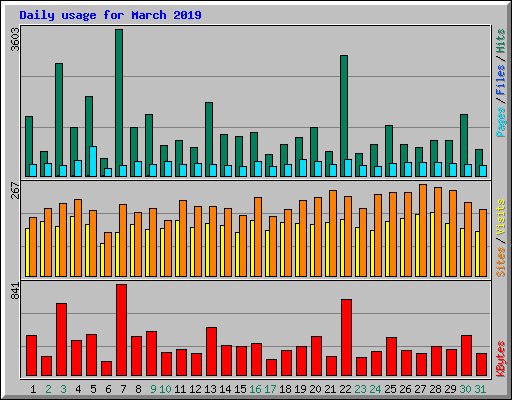 Daily usage for March 2019
3603
Pages / Files / Hits
267
Sites / Visits
841
KBytes
1 2 3 4 5 6 7 8 9 10 11 12 13 14 15 16 17 18 19 20 21 22 23 24 25 26 27 28 29 30 31